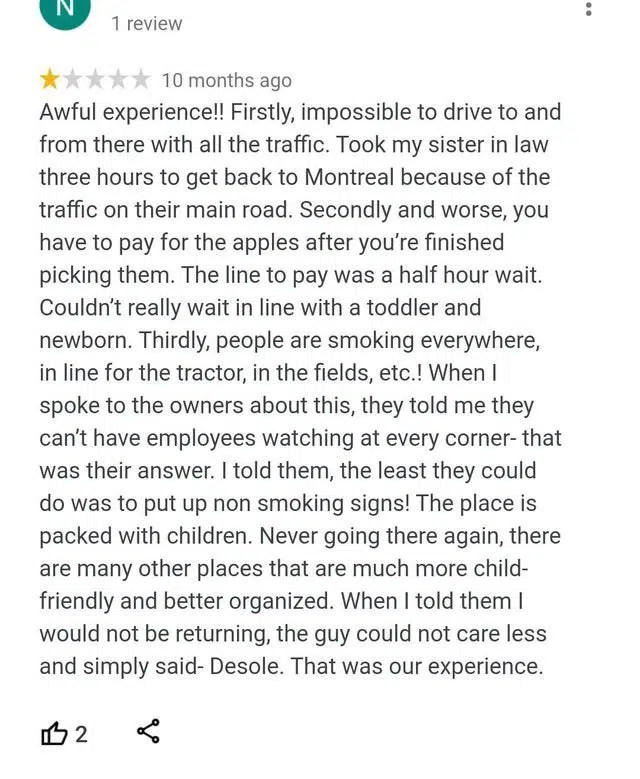 N
1 review
10 months ago
Awful experience!! Firstly, impossible to drive to and
from there with all the traffic. Took my sister in law
three hours to get back to Montreal because of the
traffic on their main road. Secondly and worse, you
have to pay for the apples after you’re finished
picking them. The line to pay was a half hour wait.
Couldn’t really wait in line with a toddler and
newborn. Thirdly, people are smoking everywhere,
in line for the tractor, in the fields, etc.! When I
spoke to the owners about this, they told me they
can’t have employees watching at every corner- that
was their answer. I told them, the least they could
do was to put up non smoking signs! The place is
packed with children. Never going there again, there
are many other places that are much more child-
friendly and better organized. When I told them I
would not be returning, the guy could not care less
and simply said- Desole. That was our experience.
2